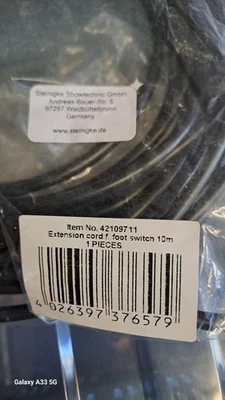 Steinigke Showtechnic GmbH
Andreas-Bauer-Str. 5
97297 Waldbüttelbrunn
Germany
www.steinigke.de
Item No. 42109711
Extension cord f. foot switch 10m
1 PIECES
4 026397 376579
Galaxy A33 5G